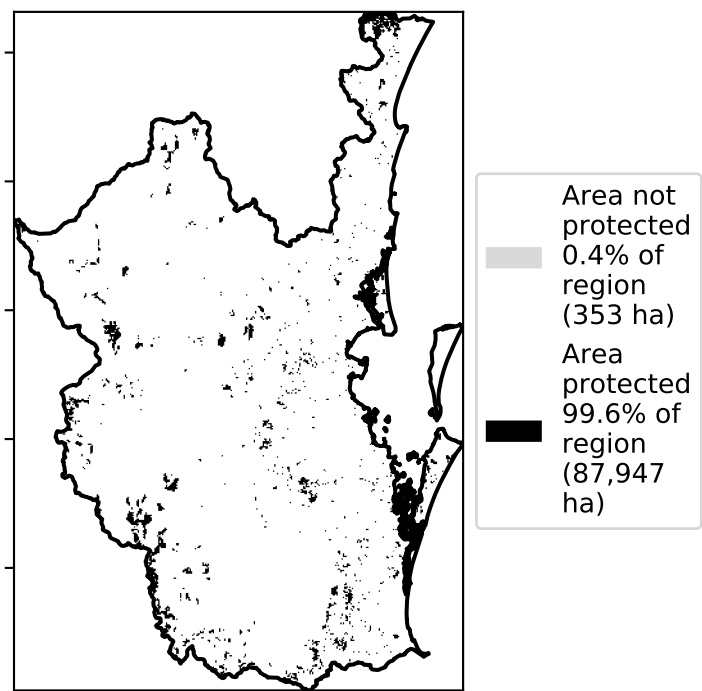 Area not
protected
0.4% of
region
(353 ha)
Area
protected
99.6% of
region
(87,947
ha)